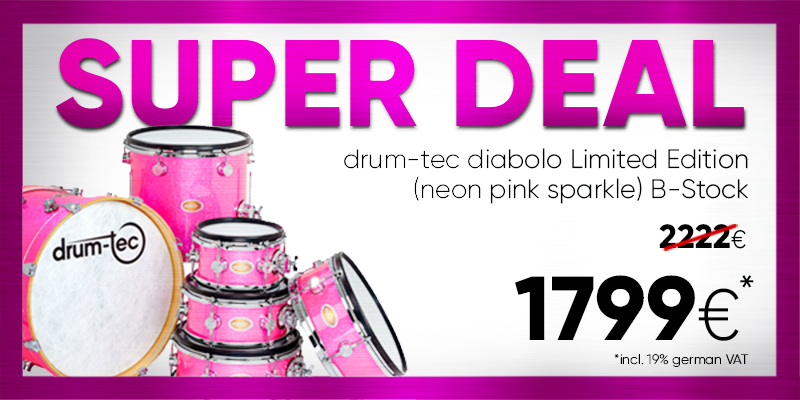 SUPER DEAL
drum-tec diabolo Limited Edition
(neon pink sparkle) B-Stock
drum-tec
2222€
1799€*
*incl. 19% german VAT